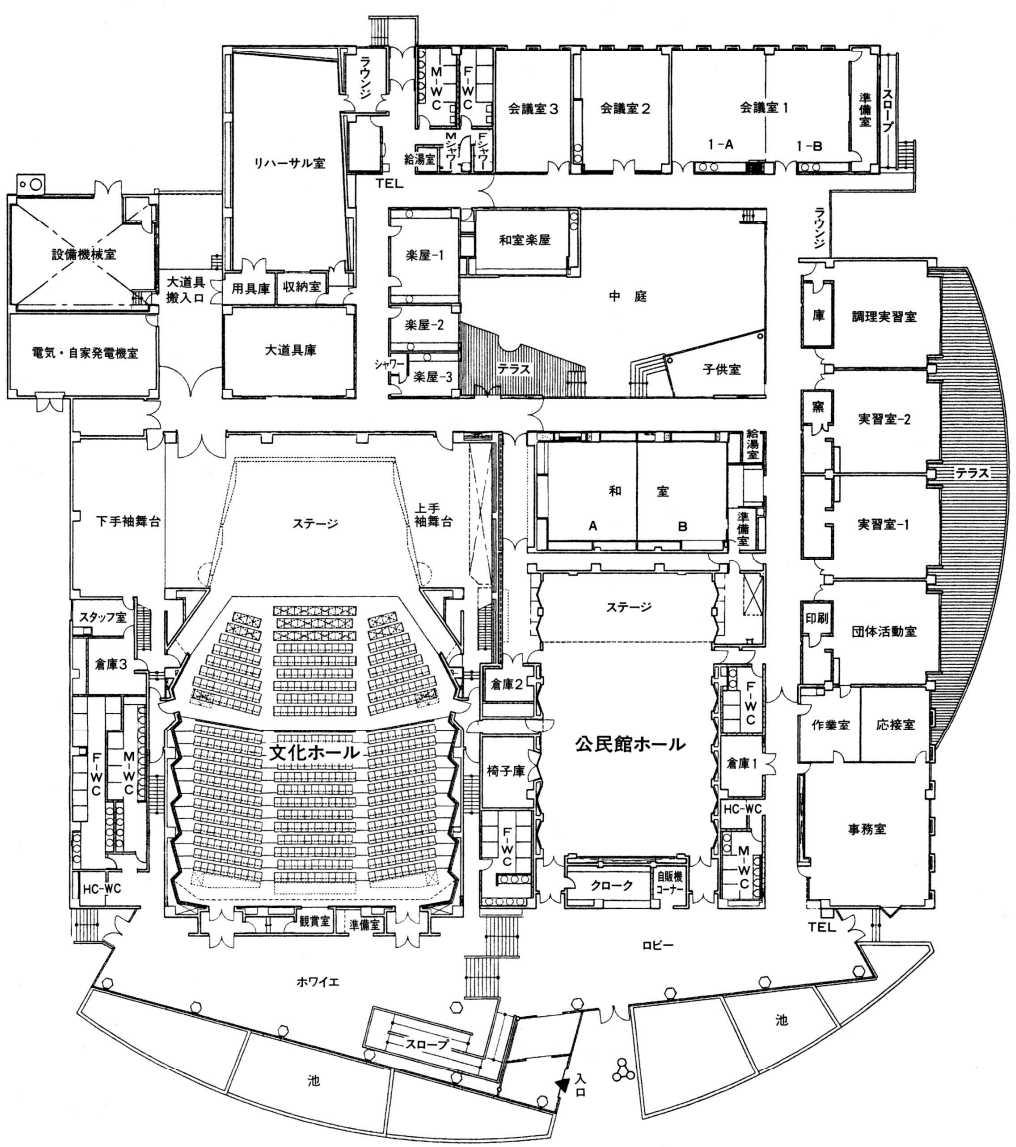 ラウンジ
M-WC
F-WC
会議室3
会議室2
会議室1
1-A
1-B
準備室
スロープ
リハーサル室
給湯室
Mシャワー
Fシャワー
TEL
設備機械室
大道具
搬入口
用具庫
収納室
楽屋-1
和室楽屋
ラウンジ
中庭
庫
調理実習室
電気・自家発電機室
大道具庫
楽屋-2
シャワー
楽屋-3
テラス
子供室
窯
実習室-2
給湯室
テラス
下手袖舞台
ステージ
上手
袖舞台
和室
A
B
準備室
実習室-1
スタッフ室
ステージ
印刷
団体活動室
倉庫3
倉庫2
F-WC
作業室
応接室
文化ホール
公民館ホール
F-WC
M-WC
椅子庫
倉庫1
HC-WC
事務室
F-WC
M-WC
HC-WC
クローク
自販機
コーナー
観賞室
準備室
TEL
ホワイエ
ロビー
スロープ
池
池
入口